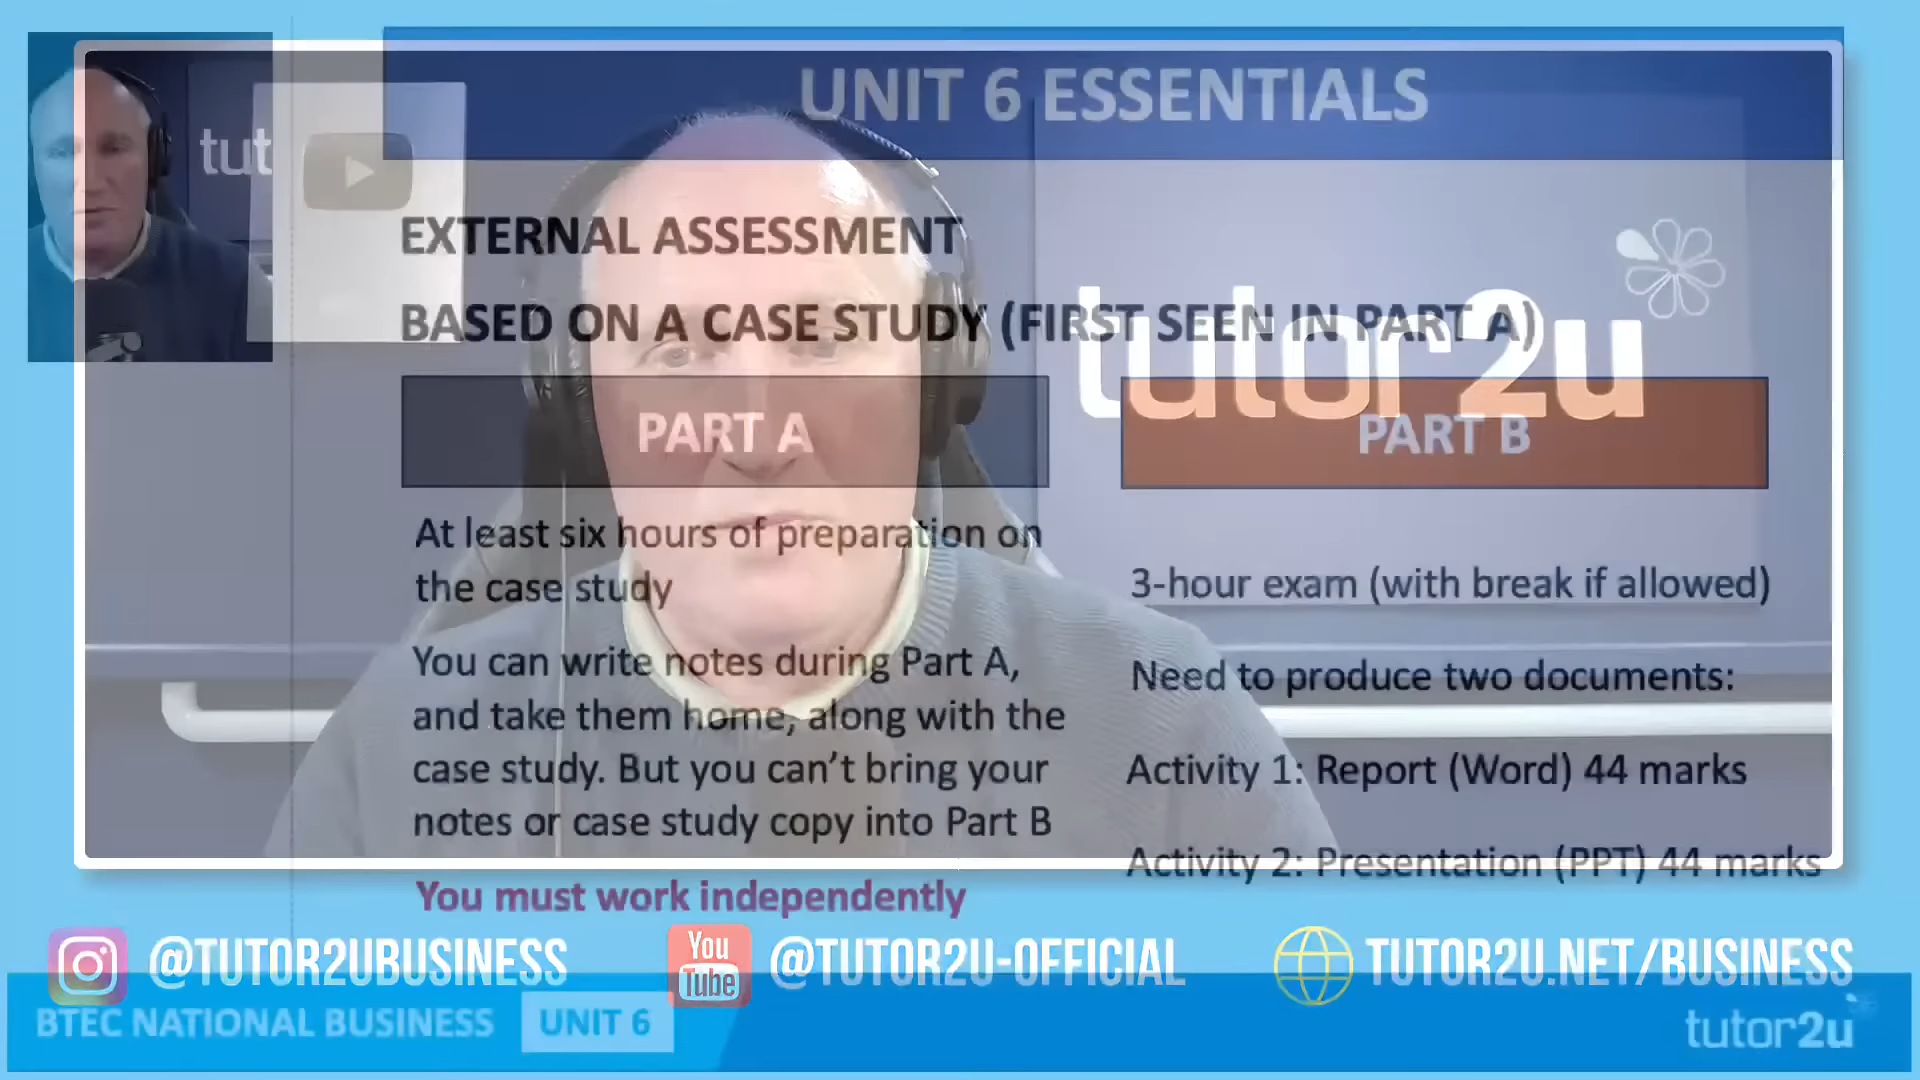 UNIT 6 ESSENTIALS
tut
EXTERNAL ASSESSMENT
BASED ON A CASE STUDY (FIRST SEEN IN PART A)
tutor2u
PART A
PART B
At least six hours of preparation on
the case study
You can write notes during Part A,
and take them home, along with the
case study. But you can't bring your
notes or case study copy into Part B
You must work independently
3-hour exam (with break if allowed)
Need to produce two documents:
Activity 1: Report (Word) 44 marks
Activity 2: Presentation (PPT) 44 marks
@TUTOR2UBUSINESS
You
Tube
@TUTOR2U-OFFICIAL
TUTOR2U.NET/BUSINESS
BTEC NATIONAL BUSINESS
UNIT 6
tutor2u